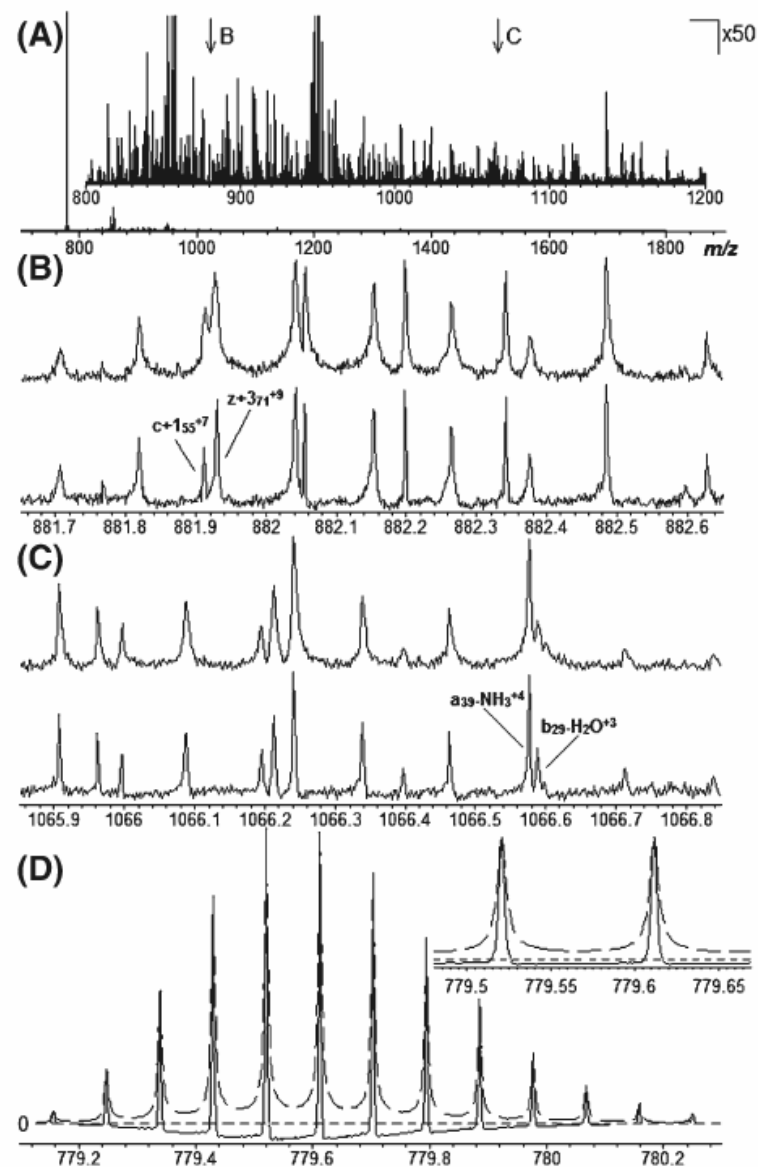 (A)
B
C
x50
800 900 1000 1100 1200
800 1000 1200 1400 1600 1800 m/z
(B)
c+1₅₅⁺⁷
z+3₇₁⁺⁹
881.7 881.8 881.9 882 882.1 882.2 882.3 882.4 882.5 882.6
(C)
a₃₉-NH₃⁺⁴
b₂₉-H₂O⁺³
1065.9 1066 1066.1 1066.2 1066.3 1066.4 1066.5 1066.6 1066.7 1066.8
(D)
779.5 779.55 779.6 779.65
0
779.2 779.4 779.6 779.8 780 780.2